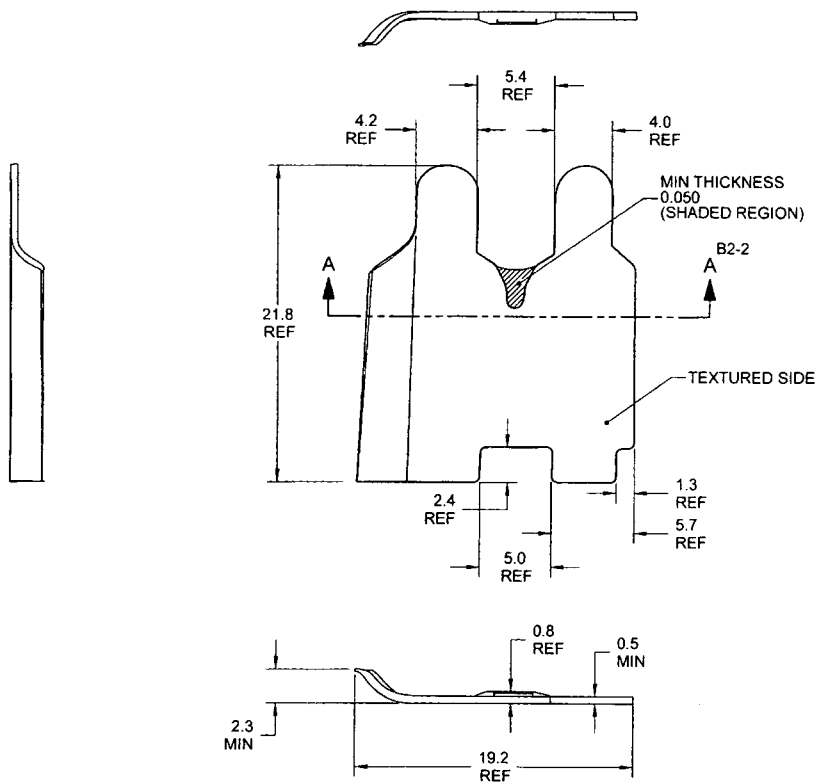 5.4
REF
4.2
REF
4.0
REF
MIN THICKNESS
0.050
(SHADED REGION)
B2-2
A
A
21.8
REF
TEXTURED SIDE
2.4
REF
1.3
REF
5.7
REF
5.0
REF
0.8
REF
0.5
MIN
2.3
MIN
19.2
REF